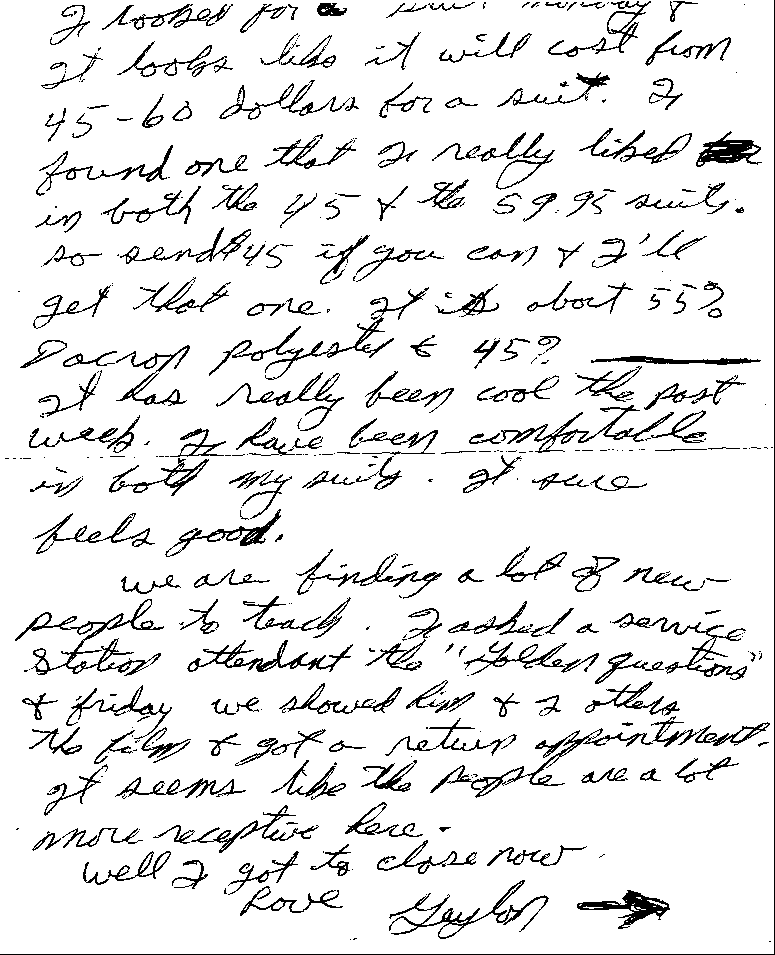 I looked for a suit monday &
It looks like it will cost from
45-60 dollars for a suit. I
found one that I really liked
in both the 45 & the 59.95 suits.
so send $45 if you can & I'll
get that one. It is about 55%
Dacron polyester & 45% ———
It has really been cool the past
week. I have been comfortable
in both my suits. It sure
feels good.
we are finding a lot of new
people to teach. I asked a service
station attendant the "Golden questions"
& friday we showed him & 2 others
the film & got a return appointment.
It seems like the people are a lot
more receptive here.
well I got to close now.
Love Gaylon →